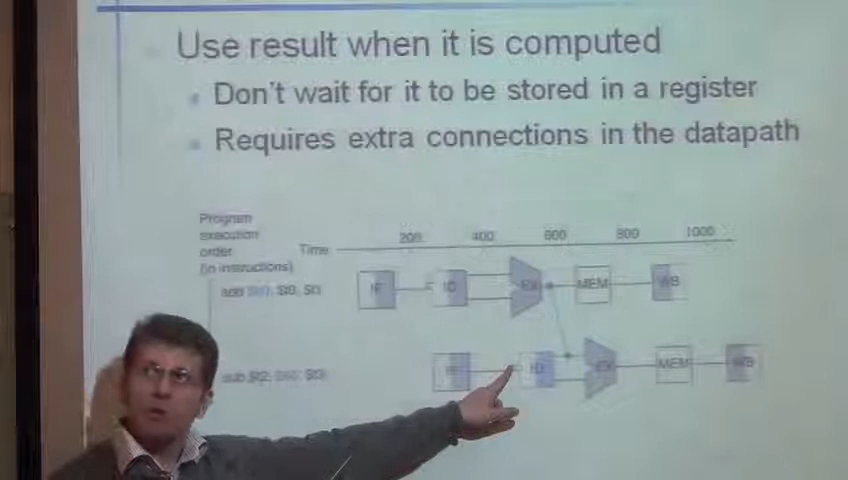 Use result when it is computed
Don't wait for it to be stored in a register
Requires extra connections in the datapath
Program
execution
order
(in instructions)
Time
200 400 600 800 1000
add $s0, $t0, $t1
IF ID EX MEM WB
sub $t2, $s0, $t3
IF ID EX MEM WB